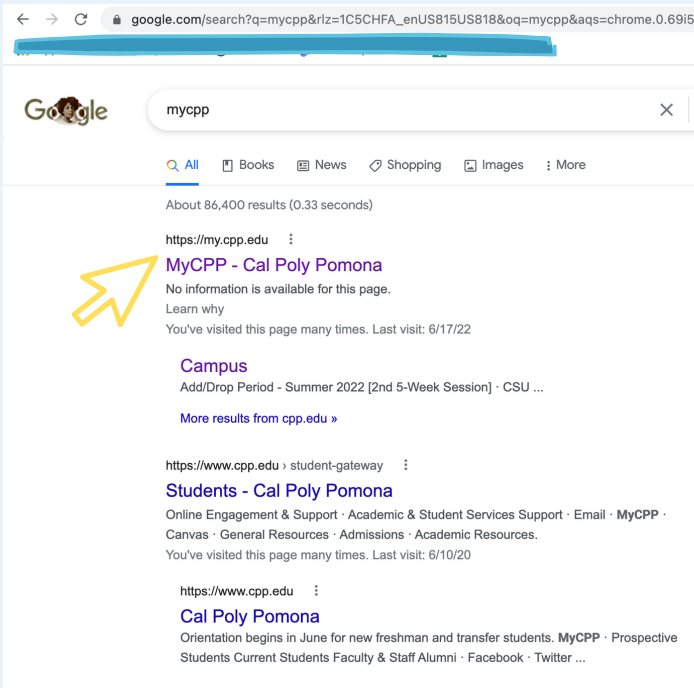 google.com/search?q=mycpp&rlz=1C5CHFA_enUS815US818&oq=mycpp&aqs=chrome.0.69i5
Google
mycpp
All Books News Shopping Images More
About 86,400 results (0.33 seconds)
https://my.cpp.edu
MyCPP - Cal Poly Pomona
No information is available for this page.
Learn why
You've visited this page many times. Last visit: 6/17/22
Campus
Add/Drop Period - Summer 2022 [2nd 5-Week Session] · CSU ...
More results from cpp.edu »
https://www.cpp.edu › student-gateway
Students - Cal Poly Pomona
Online Engagement & Support · Academic & Student Services Support · Email · MyCPP ·
Canvas · General Resources · Admissions · Academic Resources.
You've visited this page many times. Last visit: 6/10/20
https://www.cpp.edu
Cal Poly Pomona
Orientation begins in June for new freshman and transfer students. MyCPP · Prospective
Students Current Students Faculty & Staff Alumni · Facebook · Twitter ...